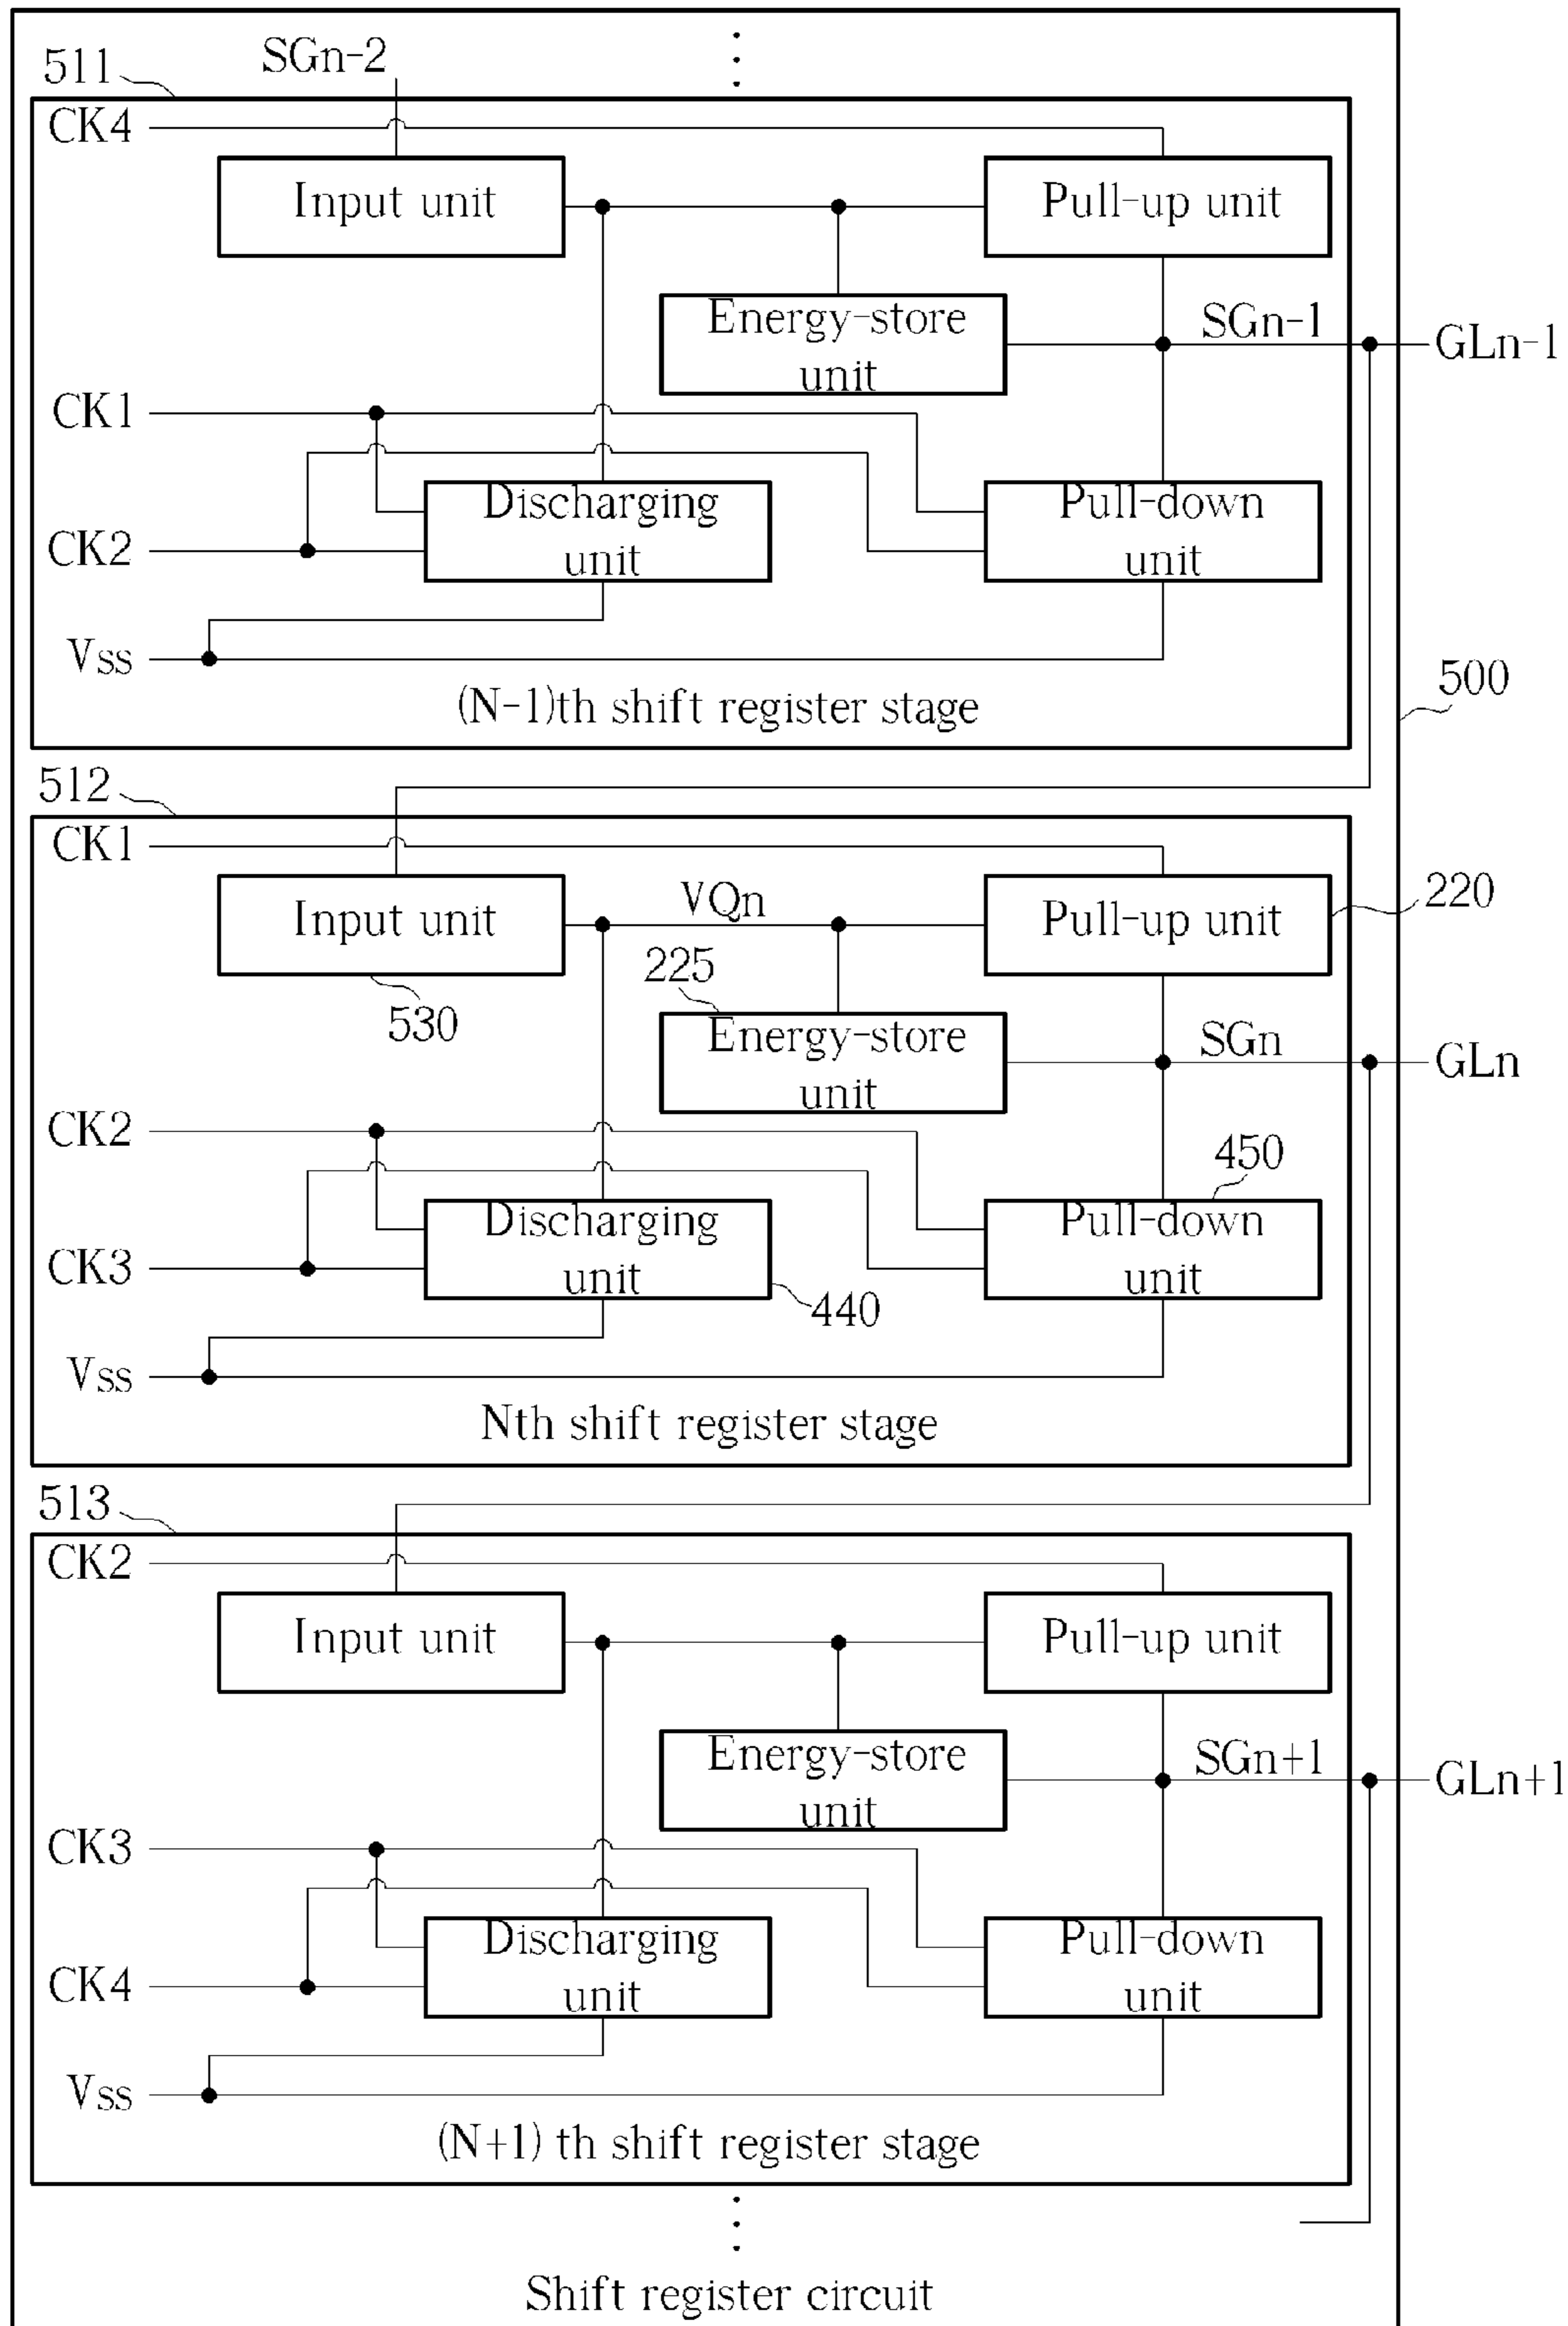 SGn-2
511
CK4
Input unit
Pull-up unit
Energy-store
unit
SGn-1
GLn-1
CK1
CK2
Discharging
unit
Pull-down
unit
Vss
(N-1)th shift register stage
500
512
CK1
Input unit
530
VQn
Pull-up unit
220
225
Energy-store
unit
SGn
GLn
CK2
CK3
Discharging
unit
440
450
Pull-down
unit
Vss
Nth shift register stage
513
CK2
Input unit
Pull-up unit
Energy-store
unit
SGn+1
GLn+1
CK3
CK4
Discharging
unit
Pull-down
unit
Vss
(N+1) th shift register stage
Shift register circuit